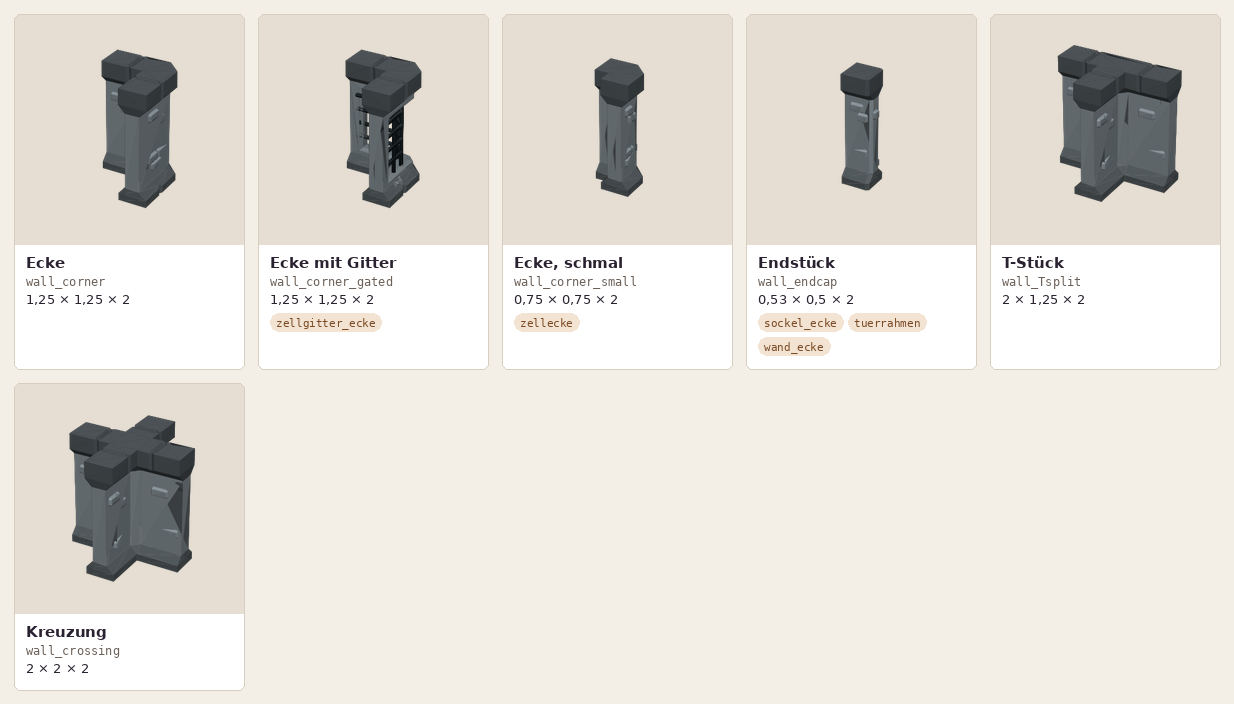 Ecke
wall_corner
1,25 × 1,25 × 2
Ecke mit Gitter
wall_corner_gated
1,25 × 1,25 × 2
zellgitter_ecke
Ecke, schmal
wall_corner_small
0,75 × 0,75 × 2
zellecke
Endstück
wall_endcap
0,53 × 0,5 × 2
sockel_ecke tuerrahmen
wand_ecke
T-Stück
wall_Tsplit
2 × 1,25 × 2
Kreuzung
wall_crossing
2 × 2 × 2